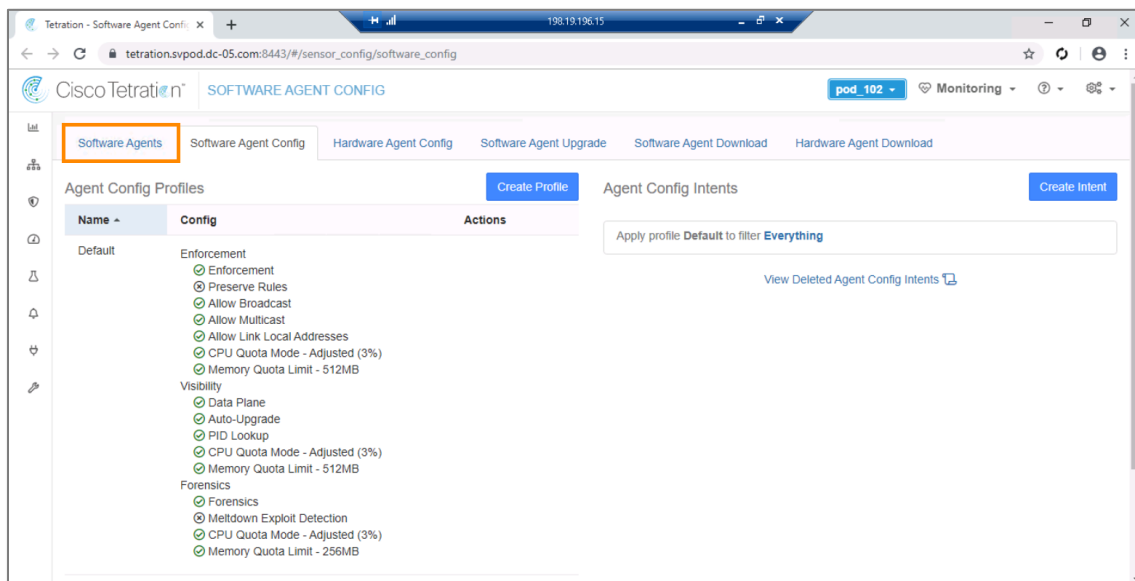 Tetration - Software Agent Config
198.19.196.15
tetration.svpod.dc-05.com:8443/#/sensor_config/software_config
Cisco Tetration™ SOFTWARE AGENT CONFIG
pod_102
Monitoring
Software Agents
Software Agent Config
Hardware Agent Config
Software Agent Upgrade
Software Agent Download
Hardware Agent Download
Agent Config Profiles
Create Profile
Agent Config Intents
Create Intent
Name
Config
Actions
Apply profile Default to filter Everything
View Deleted Agent Config Intents
Default
Enforcement
Enforcement
Preserve Rules
Allow Broadcast
Allow Multicast
Allow Link Local Addresses
CPU Quota Mode - Adjusted (3%)
Memory Quota Limit - 512MB
Visibility
Data Plane
Auto-Upgrade
PID Lookup
CPU Quota Mode - Adjusted (3%)
Memory Quota Limit - 512MB
Forensics
Forensics
Meltdown Exploit Detection
CPU Quota Mode - Adjusted (3%)
Memory Quota Limit - 256MB